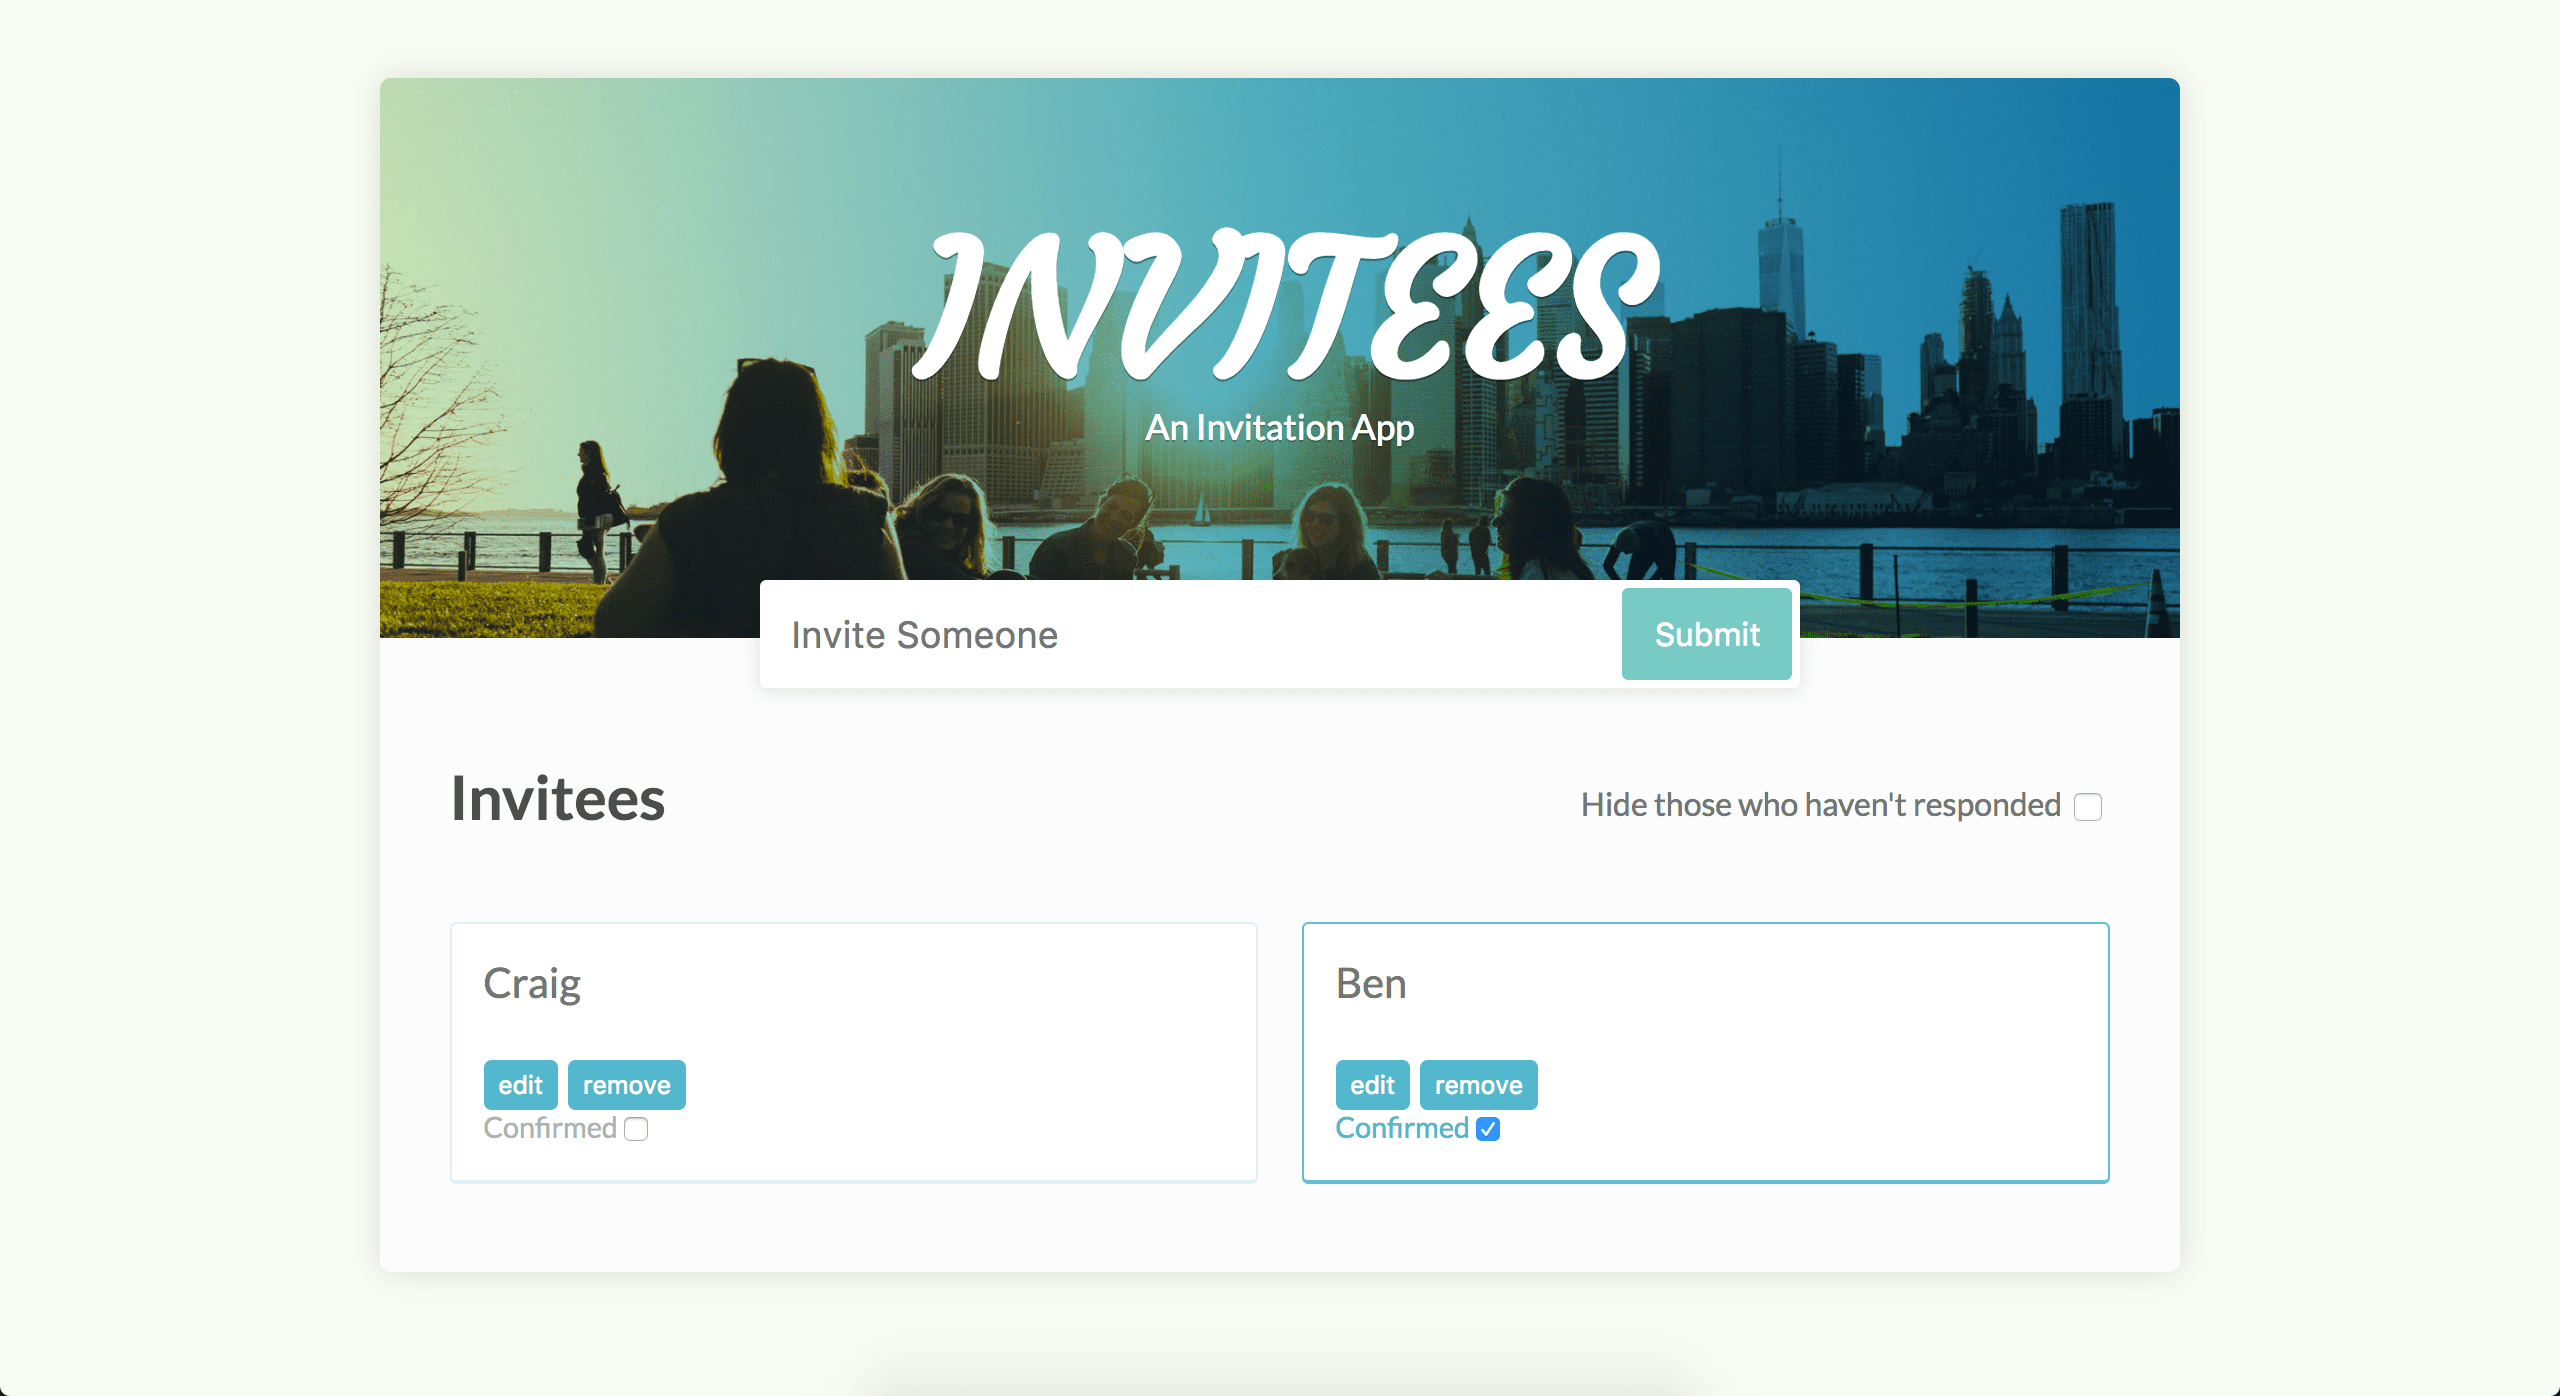 INVITEES
An Invitation App
Invite Someone
Submit
Invitees
Hide those who haven't responded
Craig
edit remove
Confirmed
Ben
edit remove
Confirmed